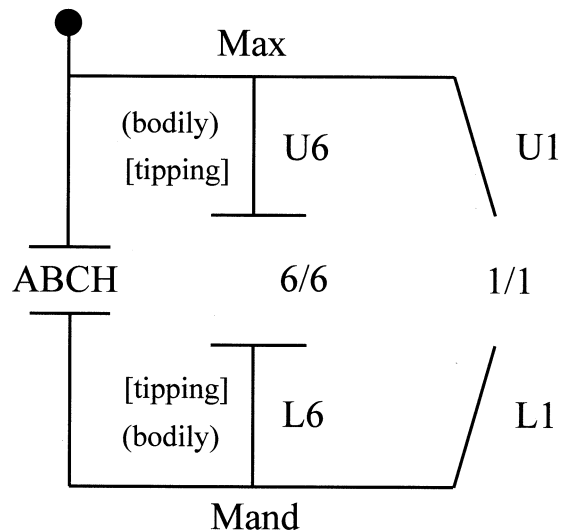 Max
(bodily)
[tipping]
U6
U1
ABCH
6/6
1/1
[tipping]
(bodily)
L6
L1
Mand